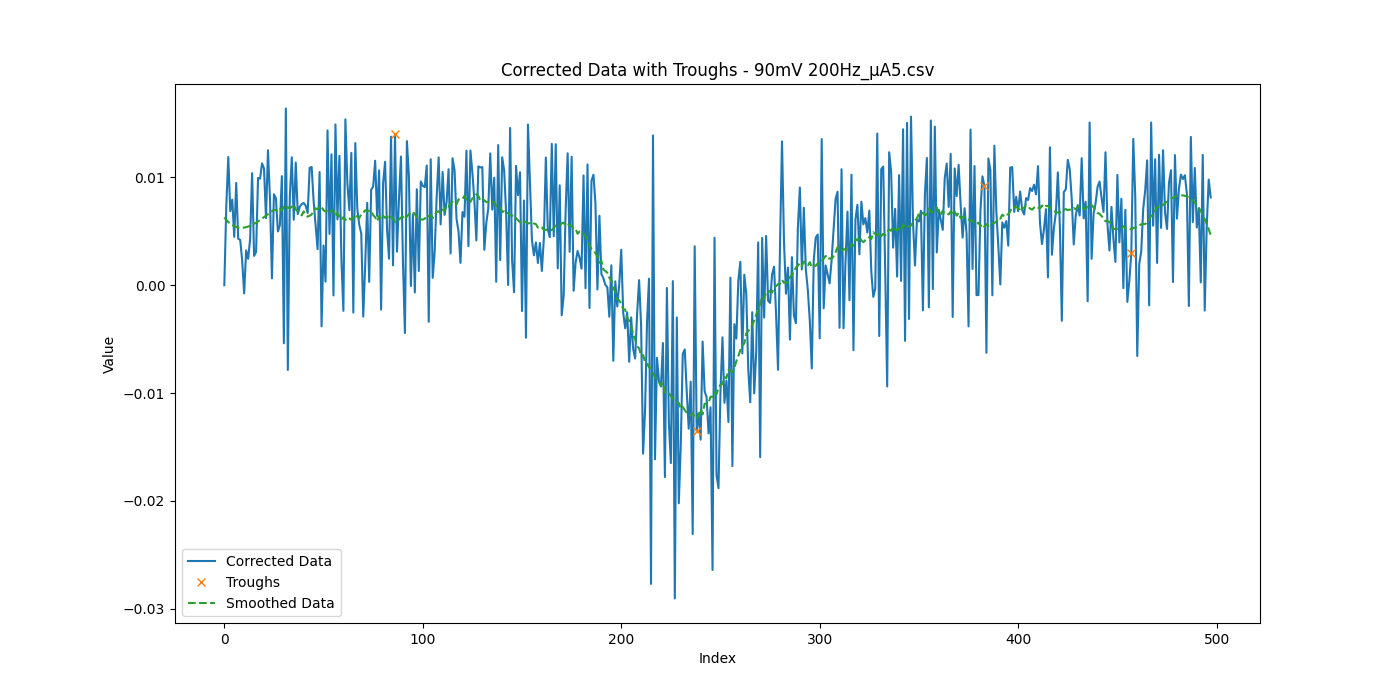 Corrected Data with Troughs - 90mV 200Hz_μA5.csv
Value
0.01
0.00
−0.01
−0.02
−0.03
Corrected Data
Troughs
Smoothed Data
0
100
200
300
400
500
Index